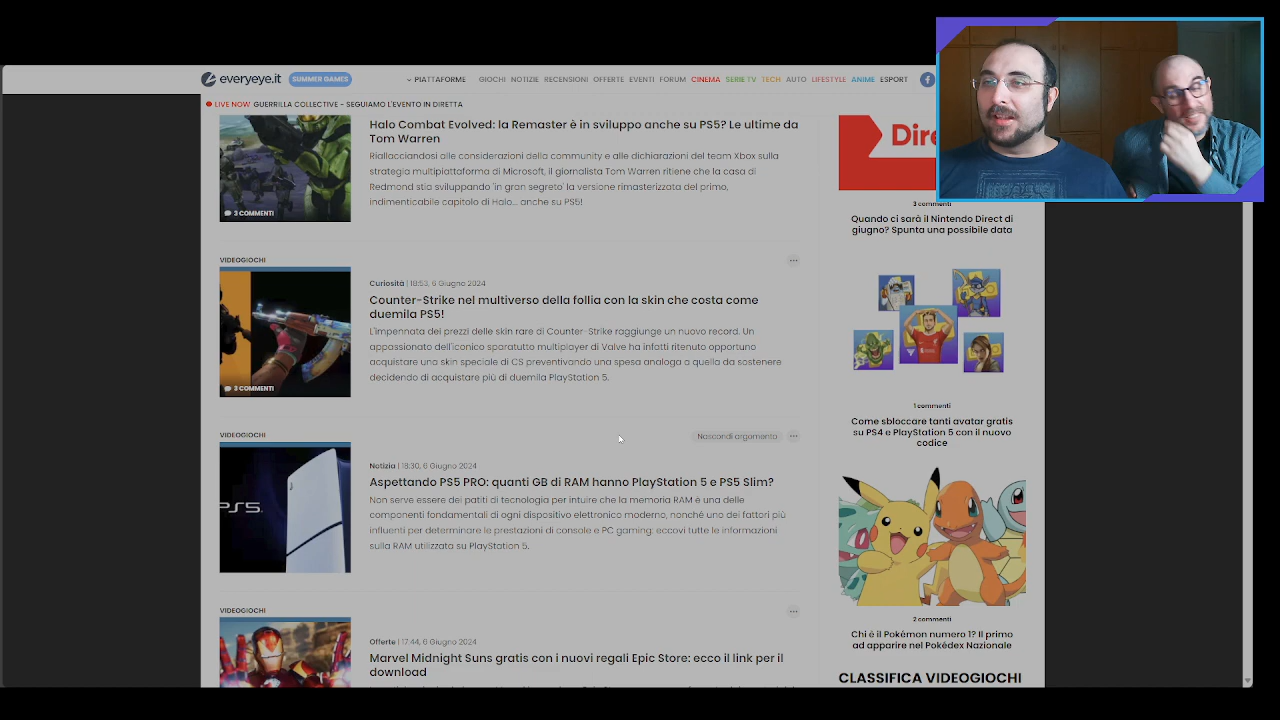 everyeye.it
SUMMER GAMES
PIATTAFORME
GIOCHI NOTIZIE RECENSIONI OFFERTE EVENTI FORUM CINEMA SERIE TV TECH AUTO LIFESTYLE ANIME ESPORT
LIVE NOW GUERRILLA COLLECTIVE - SEGUIAMO L'EVENTO IN DIRETTA
Halo Combat Evolved: la Remaster è in sviluppo anche su PS5? Le ultime da
Tom Warren
Riallacciandosi alle considerazioni della community e alle dichiarazioni del team Xbox sulla
strategia multipiattaforma di Microsoft, il giornalista Tom Warren ritiene che la casa di
Redmond stia sviluppando 'in gran segreto' la versione rimasterizzata del primo,
indimenticabile capitolo di Halo... anche su PS5!
3 COMMENTI
VIDEOGIOCHI
Curiosità | 18:53, 6 Giugno 2024
Counter-Strike nel multiverso della follia con la skin che costa come
duemila PS5!
L'impennata dei prezzi delle skin rare di Counter-Strike raggiunge un nuovo record. Un
appassionato dell'iconico sparatutto multiplayer di Valve ha infatti ritenuto opportuno
acquistare una skin speciale di CS preventivando una spesa analoga a quella da sostenere
decidendo di acquistare più di duemila PlayStation 5.
3 COMMENTI
VIDEOGIOCHI
Nascondi argomento
PS5
Notizia | 18:30, 6 Giugno 2024
Aspettando PS5 PRO: quanti GB di RAM hanno PlayStation 5 e PS5 Slim?
Non serve essere dei patiti di tecnologia per intuire che la memoria RAM è una delle
componenti fondamentali di ogni dispositivo elettronico moderno, nonché uno dei fattori più
influenti per determinare le prestazioni di console e PC gaming: eccovi tutte le informazioni
sulla RAM utilizzata su PlayStation 5.
VIDEOGIOCHI
Offerte | 17:44, 6 Giugno 2024
Marvel Midnight Suns gratis con i nuovi regali Epic Store: ecco il link per il
download
Dire
3 commenti
Quando ci sarà il Nintendo Direct di
giugno? Spunta una possibile data
1 commenti
Come sbloccare tanti avatar gratis
su PS4 e PlayStation 5 con il nuovo
codice
2 commenti
Chi è il Pokémon numero 1? Il primo
ad apparire nel Pokédex Nazionale
CLASSIFICA VIDEOGIOCHI